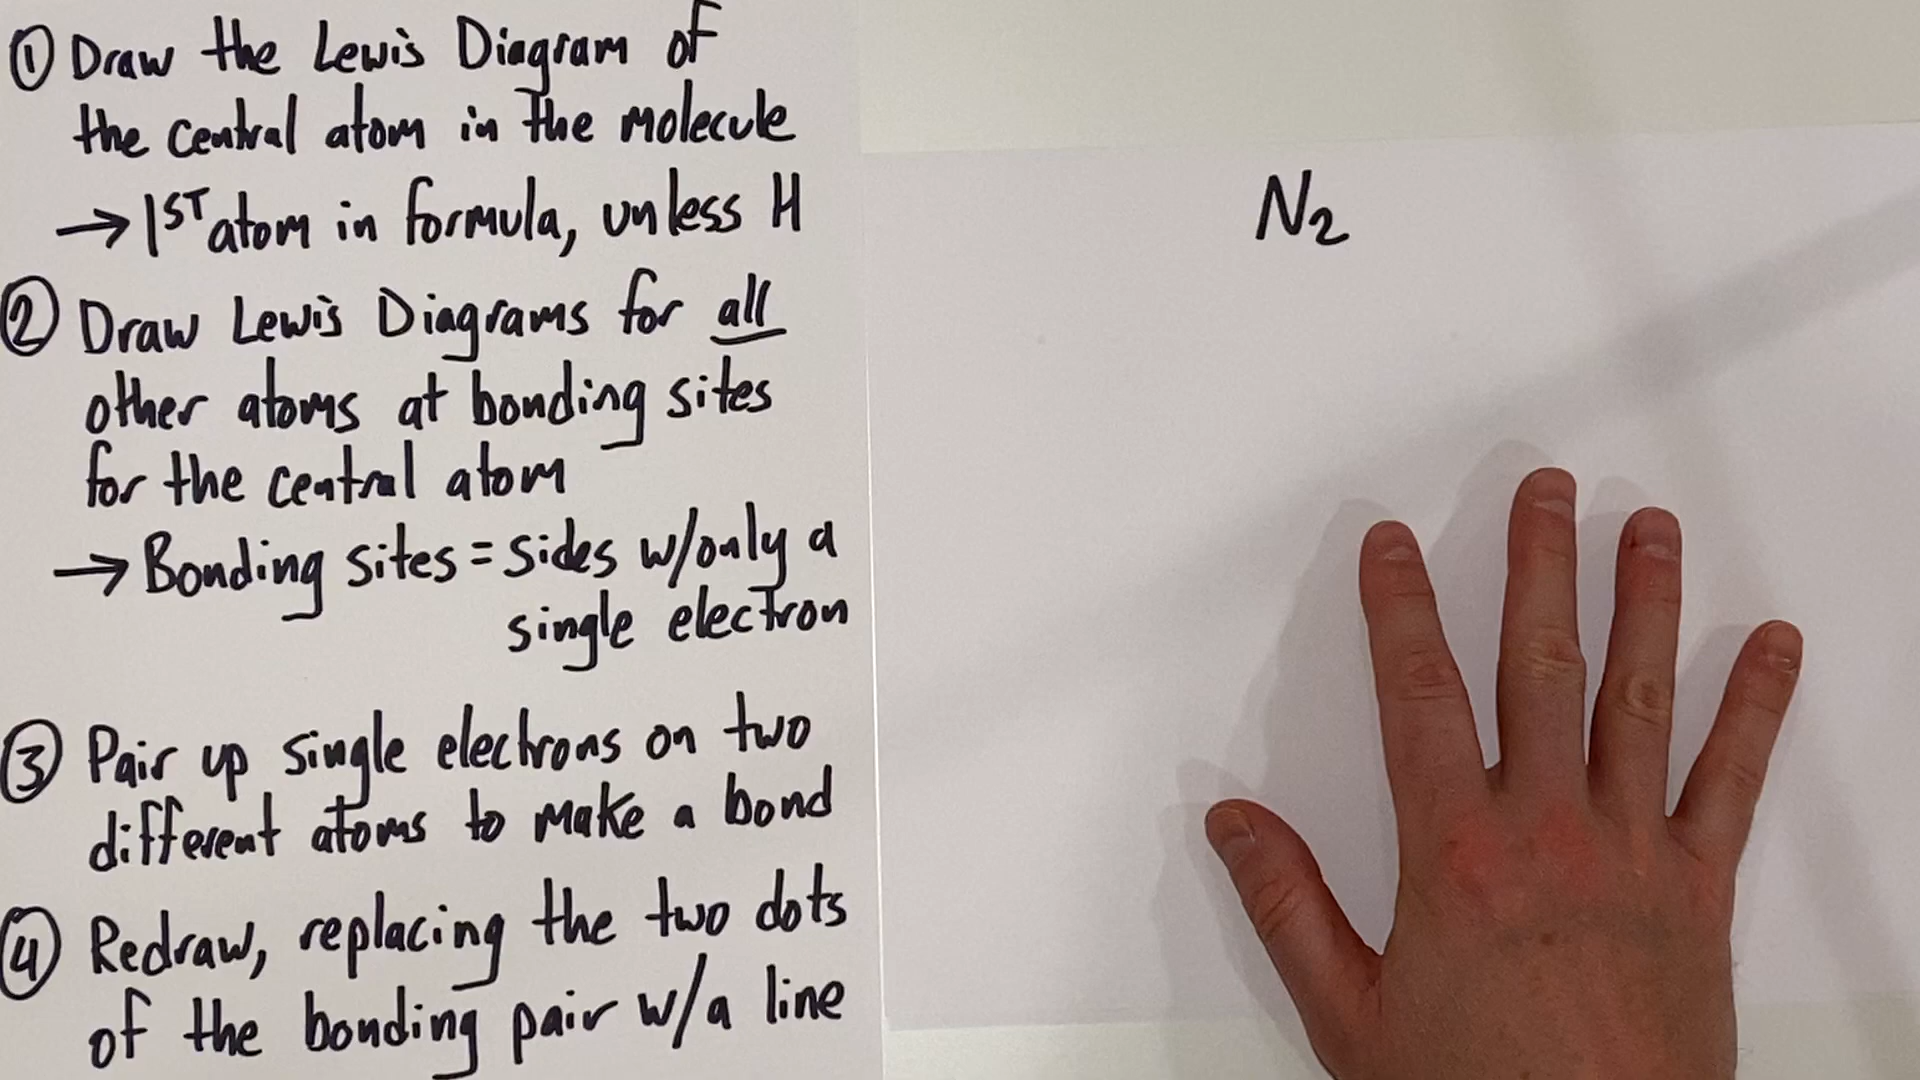 ① Draw the Lewis Diagram of
the central atom in the molecule
→ 1ST atom in formula, unless H
② Draw Lewis Diagrams for all
other atoms at bonding sites
for the central atom
→ Bonding sites = sides w/only a
single electron
③ Pair up single electrons on two
different atoms to make a bond
④ Redraw, replacing the two dots
of the bonding pair w/a line
N2